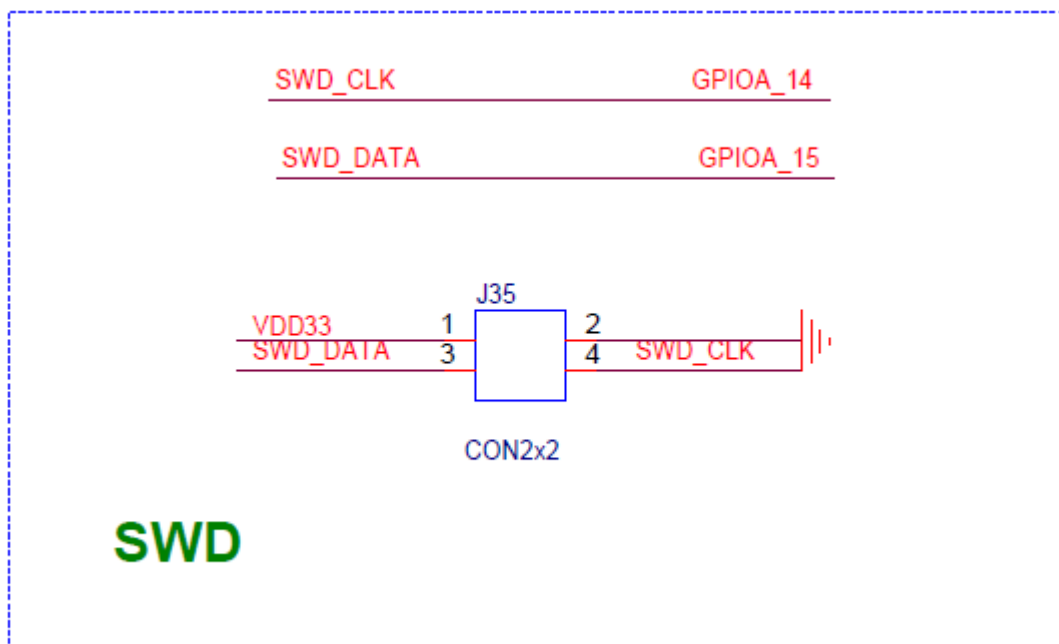 SWD_CLK GPIOA_14
SWD_DATA GPIOA_15
J35
VDD33 1 2
SWD_DATA 3 4 SWD_CLK
CON2x2
SWD